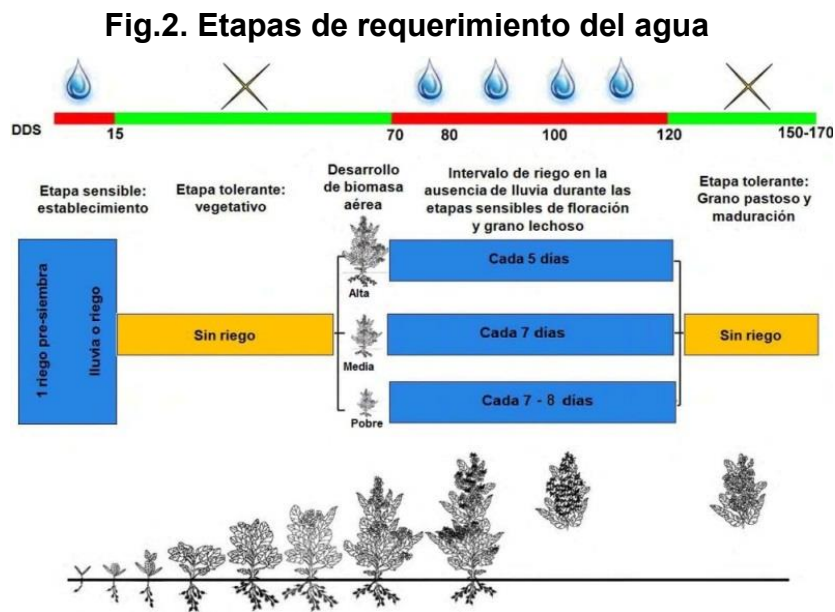 Fig.2. Etapas de requerimiento del agua
DDS
15
70
80
100
120
150-170
Etapa sensible:
establecimiento
Etapa tolerante:
vegetativo
Desarrollo
de biomasa
aérea
Intervalo de riego en la
ausencia de lluvia durante las
etapas sensibles de floración
y grano lechoso
Etapa tolerante:
Grano pastoso y
maduración
1 riego pre-siembra
lluvia o riego
Sin riego
Alta
Media
Pobre
Cada 5 días
Cada 7 días
Cada 7 - 8 días
Sin riego